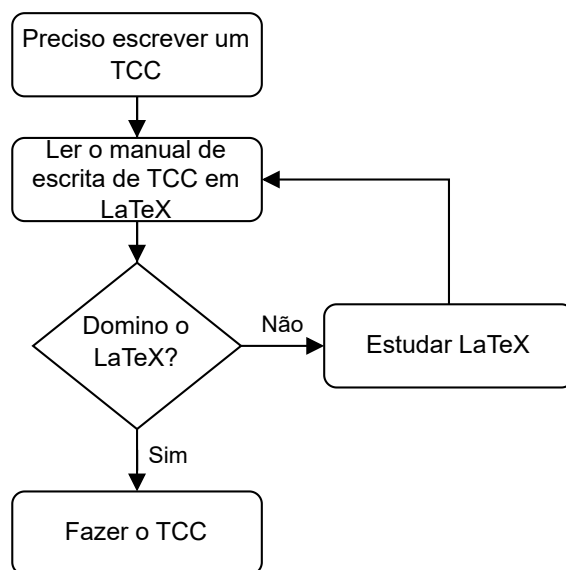 Preciso escrever um
TCC
Ler o manual de
escrita de TCC em
LaTeX
Domino o
LaTeX?
Não
Estudar LaTeX
Sim
Fazer o TCC